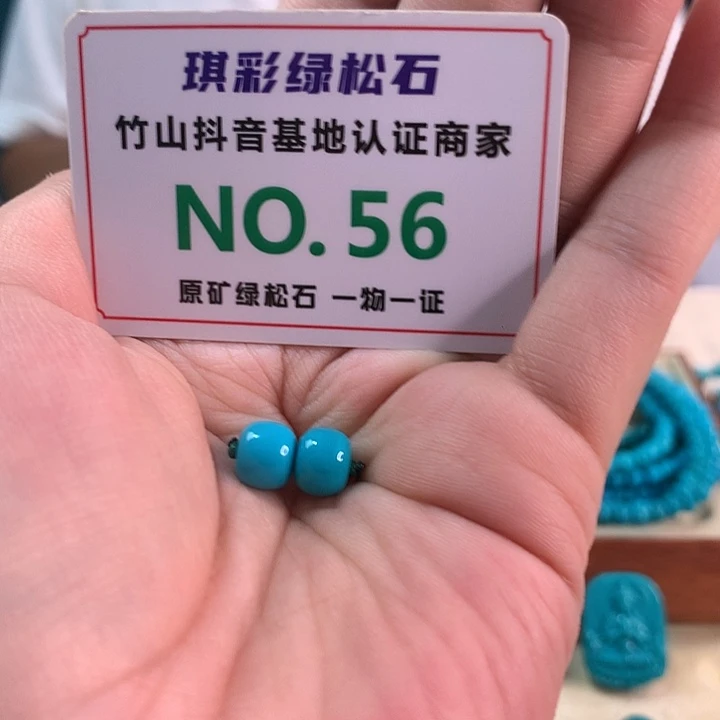 琪彩绿松石
竹山抖音基地认证商家
NO.56
原矿绿松石 一物一证